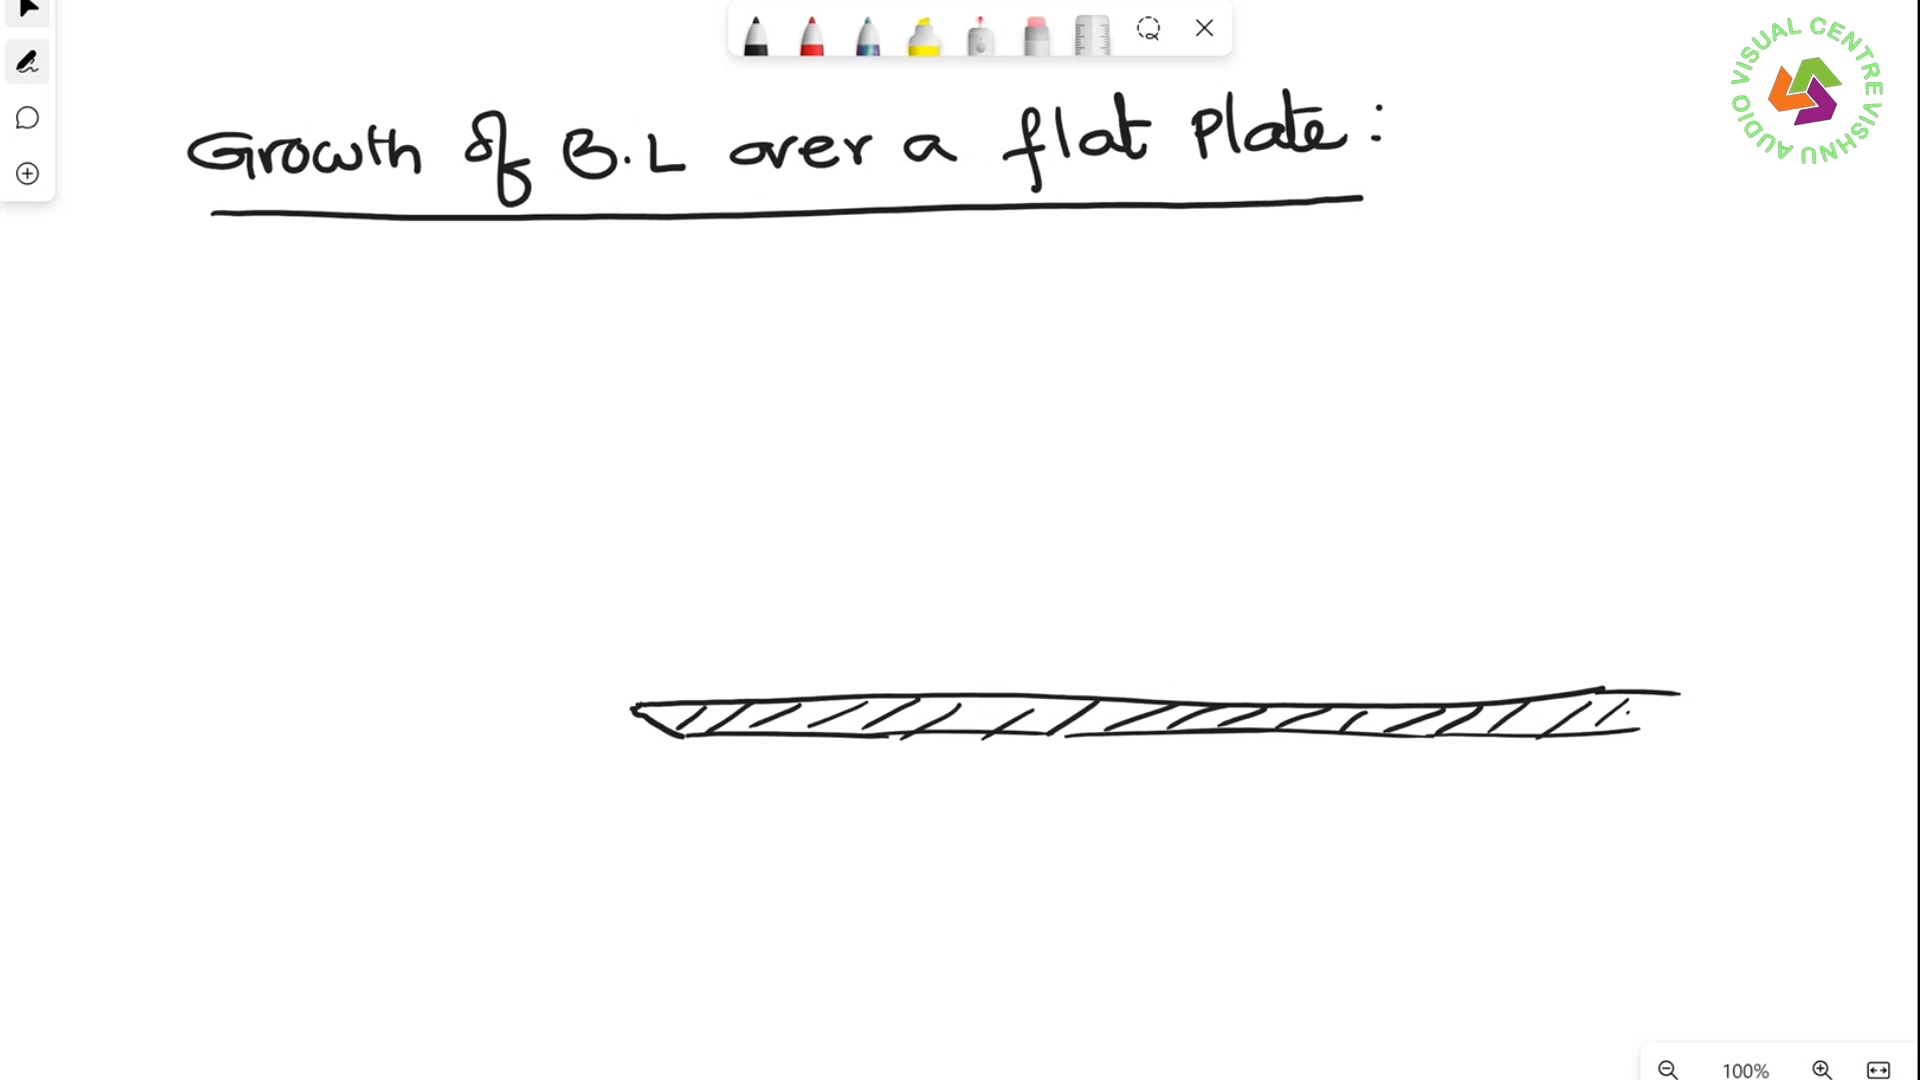 Growth of B.L over a flat plate :
VISUAL CENTRE VISHNU AUDIO
100%